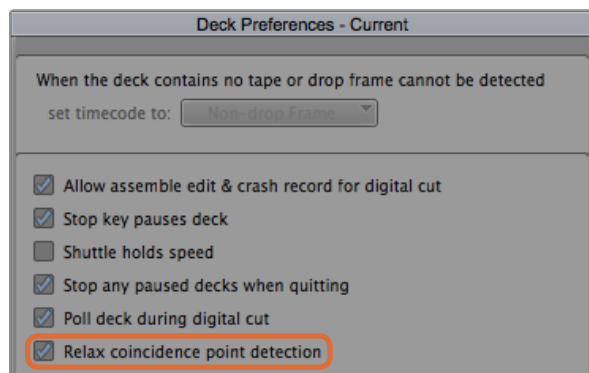 Deck Preferences - Current
When the deck contains no tape or drop frame cannot be detected
set timecode to: Non-drop Frame
Allow assemble edit & crash record for digital cut
Stop key pauses deck
Shuttle holds speed
Stop any paused decks when quitting
Poll deck during digital cut
Relax coincidence point detection